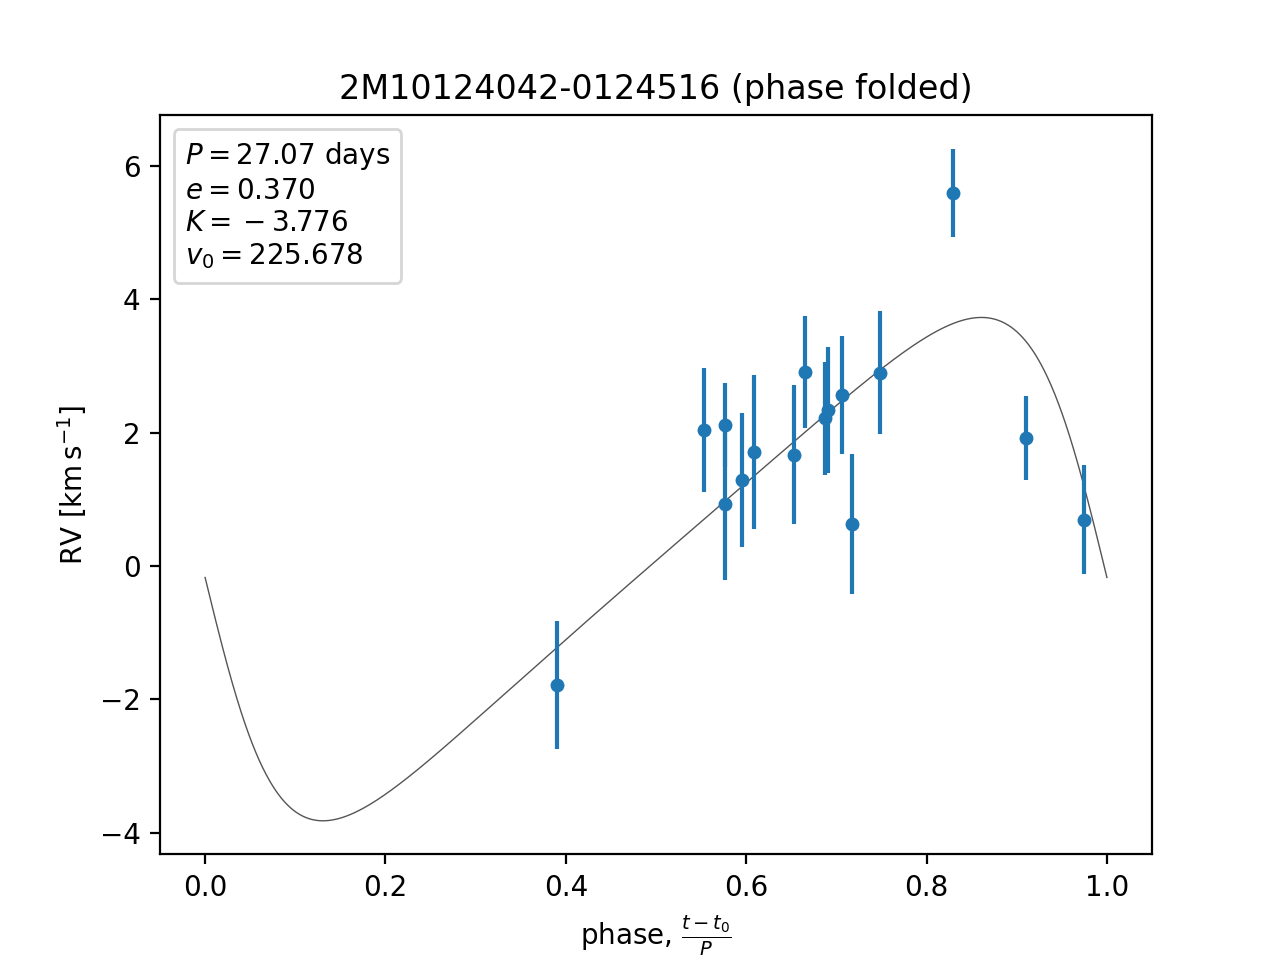 2M10124042-0124516 (phase folded)
P = 27.07 days
e = 0.370
K = −3.776
v₀ = 225.678
6
4
2
0
−2
−4
RV [km s⁻¹]
0.0 0.2 0.4 0.6 0.8 1.0
phase, (t − t₀)/P